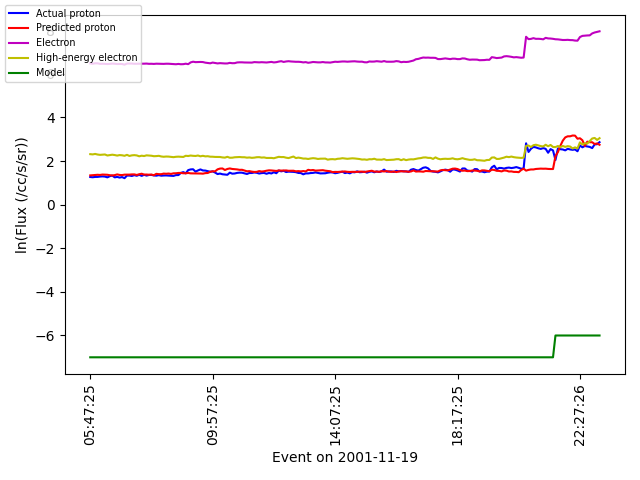 Actual proton
Predicted proton
Electron
High-energy electron
Model
8
6
4
2
0
−2
−4
−6
ln(Flux (/cc/s/sr))
05:47:25
09:57:25
14:07:25
18:17:25
22:27:26
Event on 2001-11-19